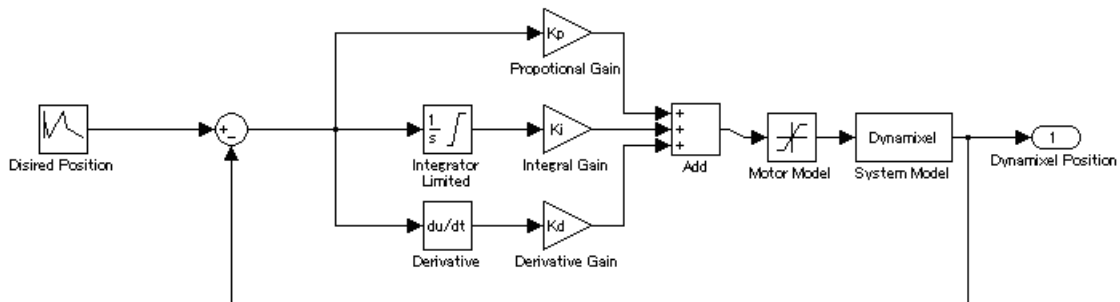 Kp
Propotional Gain
+
-
Disired Position
1
s
Integrator
Limited
Ki
Integral Gain
+
+
+
Add
Motor Model
Dynamixel
System Model
1
Dynamixel Position
du/dt
Derivative
Kd
Derivative Gain